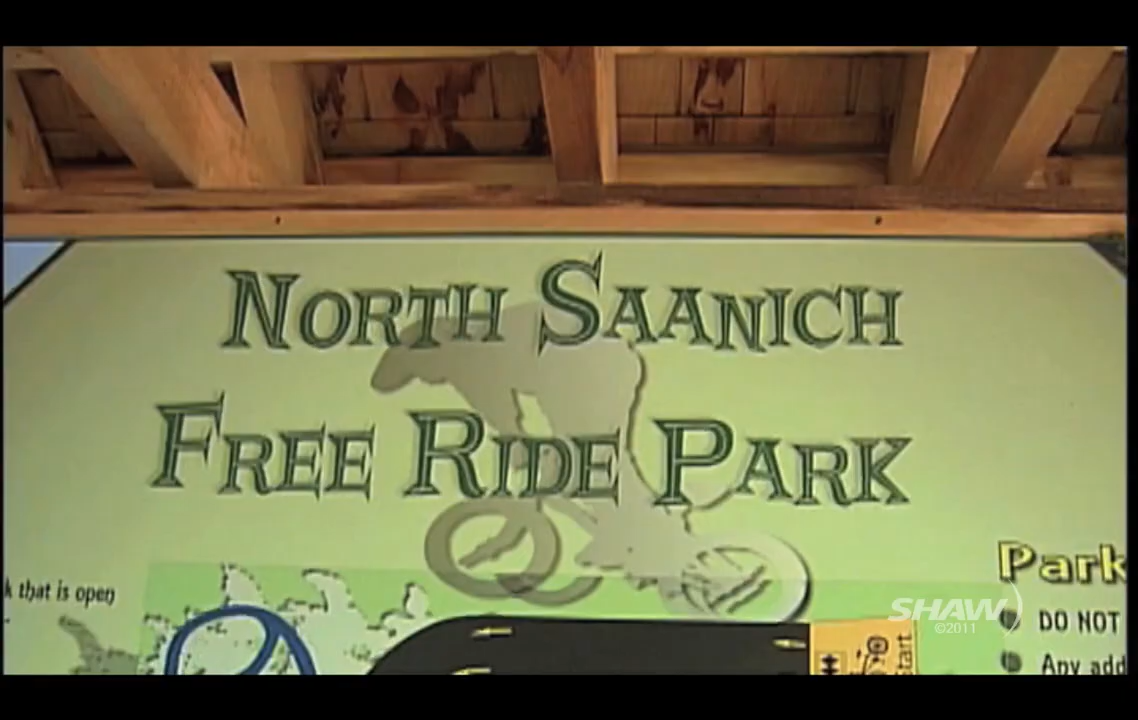 North Saanich
Free Ride Park
k that is open
Park
DO NOT
Any add
start
SHAW
©2011